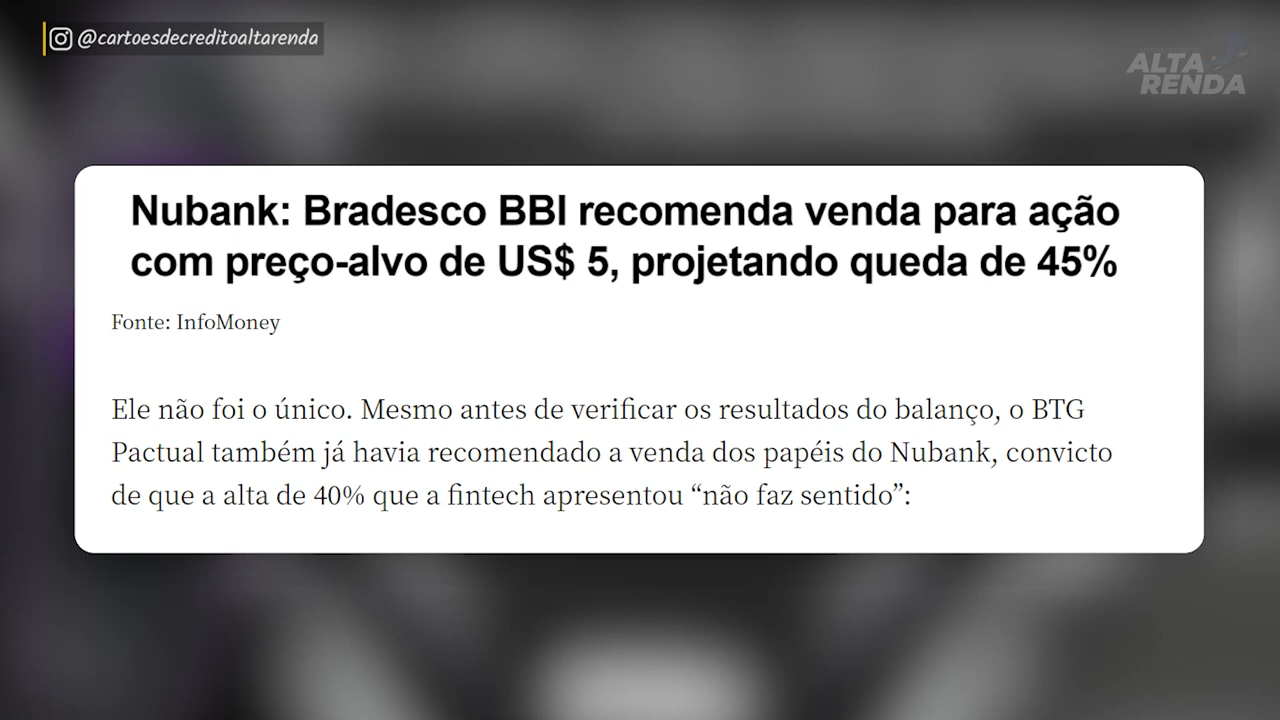 @cartoesdecreditoaltarenda
ALTA
RENDA
Nubank: Bradesco BBI recomenda venda para ação
com preço-alvo de US$ 5, projetando queda de 45%
Fonte: InfoMoney
Ele não foi o único. Mesmo antes de verificar os resultados do balanço, o BTG
Pactual também já havia recomendado a venda dos papéis do Nubank, convicto
de que a alta de 40% que a fintech apresentou “não faz sentido”: